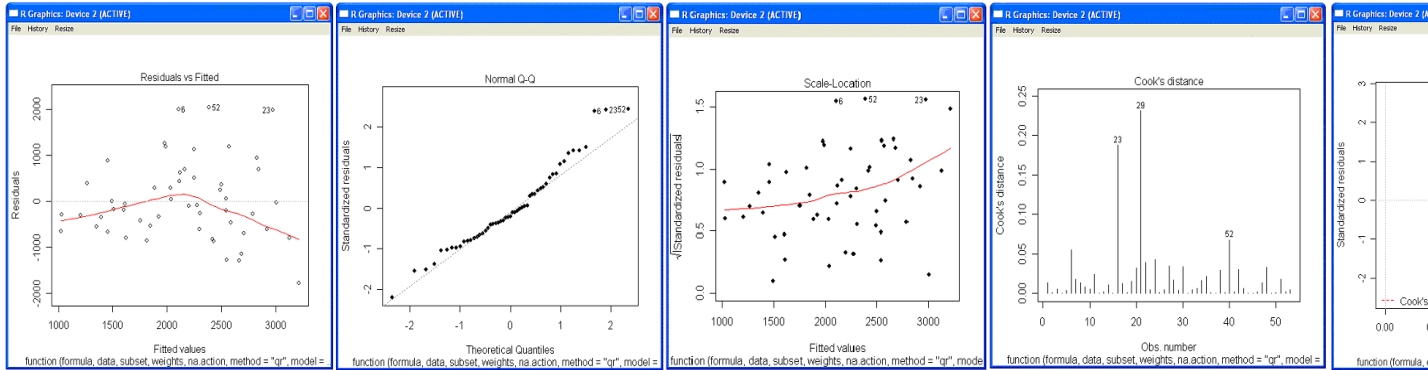 R Graphics: Device 2 (ACTIVE)
File History Resize
Residuals vs Fitted
6
52
23
Residuals
2000
1000
0
-1000
-2000
1000 1500 2000 2500 3000
Fitted values
function (formula, data, subset, weights, na.action, method = "qr", model =
R Graphics: Device 2 (ACTIVE)
File History Resize
Normal Q-Q
6 23 52
Standardized residuals
2
1
0
-1
-2
-2 -1 0 1 2
Theoretical Quantiles
function (formula, data, subset, weights, na.action, method = "qr", model =
R Graphics: Device 2 (ACTIVE)
File History Resize
Scale-Location
6
52
23
√|Standardized residuals|
1.5
1.0
0.5
0.0
1000 1500 2000 2500 3000
Fitted values
function (formula, data, subset, weights, na.action, method = "qr", mode
R Graphics: Device 2 (ACTIVE)
File History Resize
Cook's distance
29
23
52
Cook's distance
0.25
0.20
0.15
0.10
0.05
0.00
0 10 20 30 40 50
Obs. number
function (formula, data, subset, weights, na.action, method = "qr", model =
R Graphics: Device 2 (A
File History Resize
Standardized residuals
3
2
1
0
-1
-2
Cook's
0.00
function (formula,